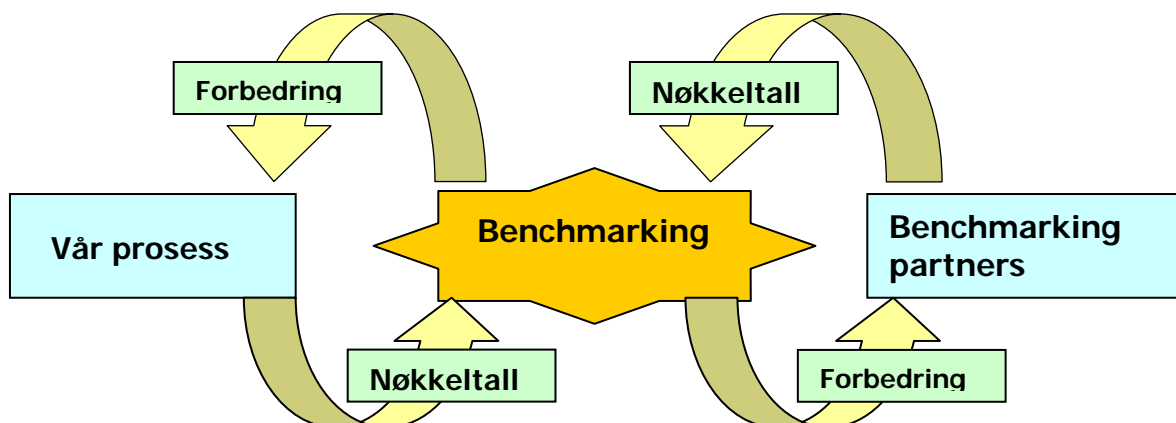 Forbedring
Nøkkeltall
Vår prosess
Benchmarking
Benchmarking
partners
Nøkkeltall
Forbedring